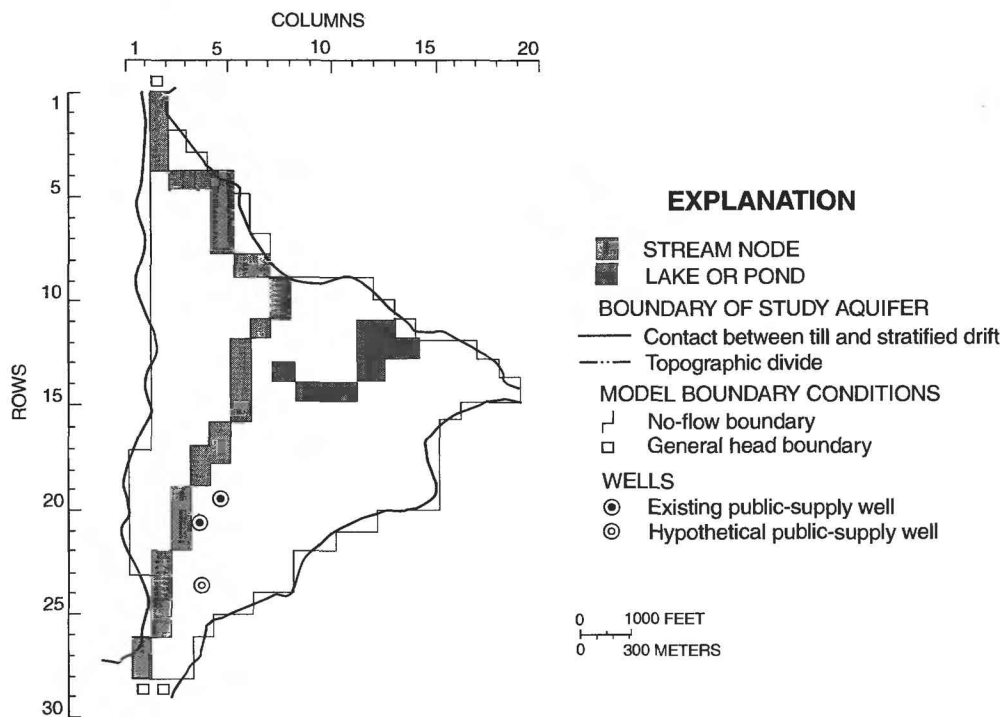 COLUMNS
1 5 10 15 20
ROWS
1
5
10
15
20
25
30
EXPLANATION
STREAM NODE
LAKE OR POND
BOUNDARY OF STUDY AQUIFER
Contact between till and stratified drift
Topographic divide
MODEL BOUNDARY CONDITIONS
No-flow boundary
General head boundary
WELLS
Existing public-supply well
Hypothetical public-supply well
0 1000 FEET
0 300 METERS